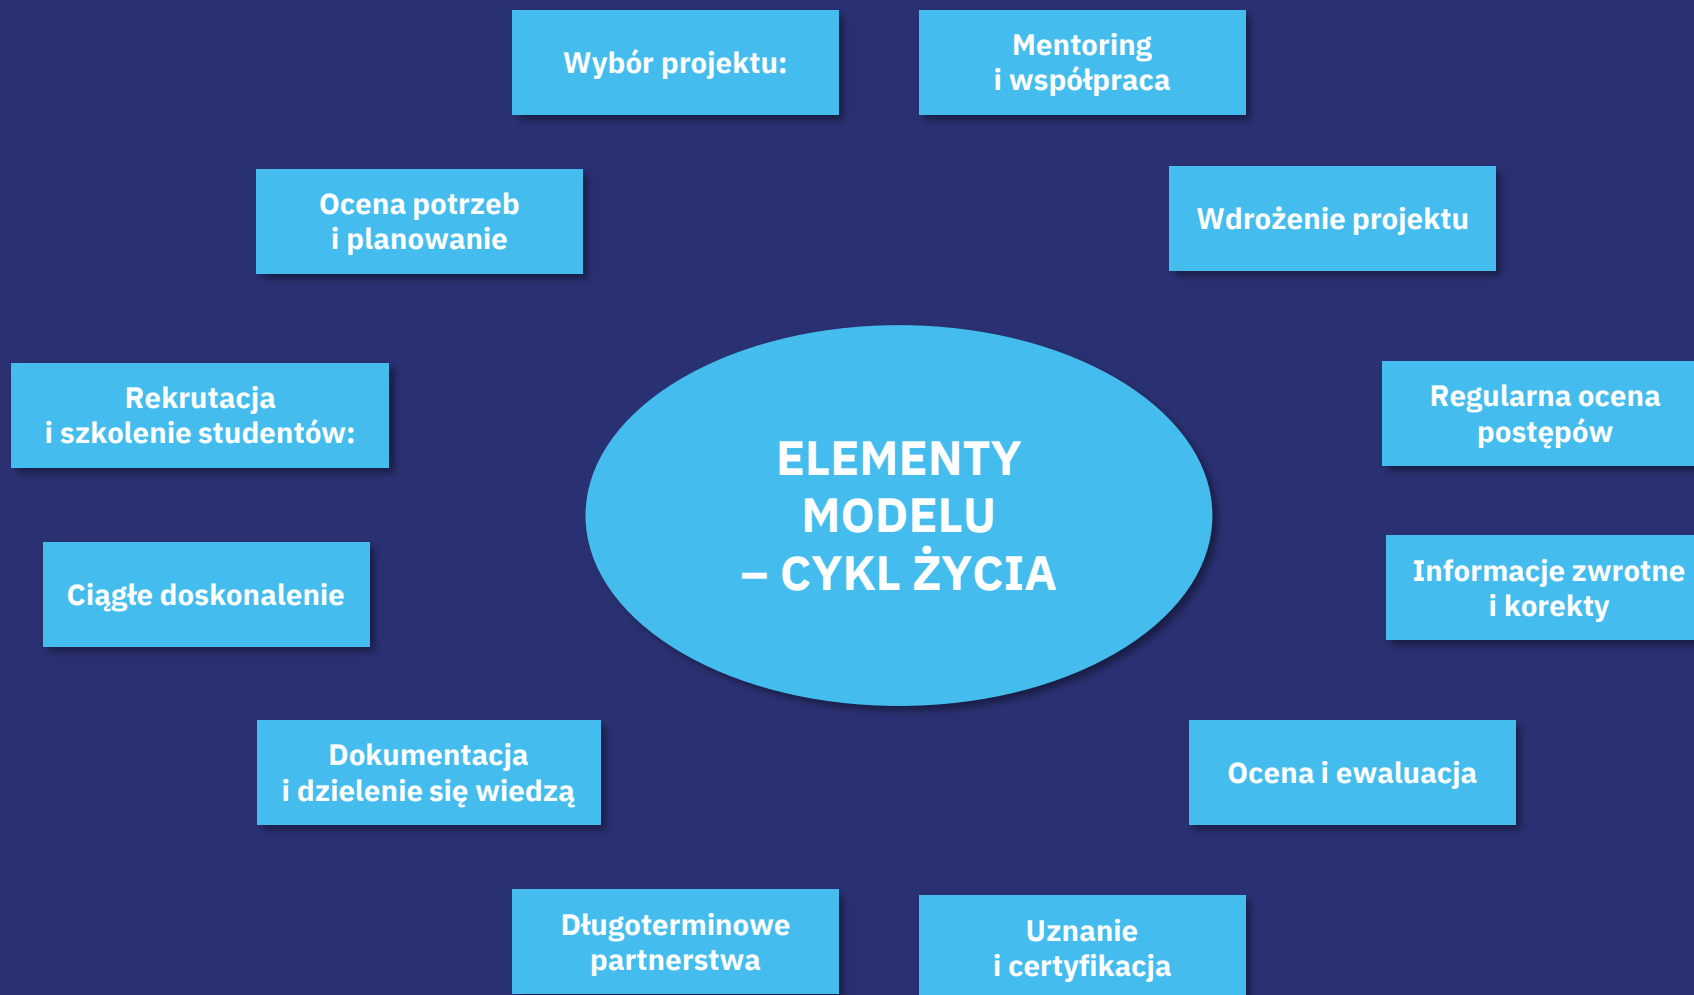 Wybór projektu:
Mentoring
i współpraca
Ocena potrzeb
i planowanie
Wdrożenie projektu
Rekrutacja
i szkolenie studentów:
Regularna ocena
postępów
ELEMENTY
MODELU
– CYKL ŻYCIA
Ciągłe doskonalenie
Informacje zwrotne
i korekty
Dokumentacja
i dzielenie się wiedzą
Ocena i ewaluacja
Długoterminowe
partnerstwa
Uznanie
i certyfikacja